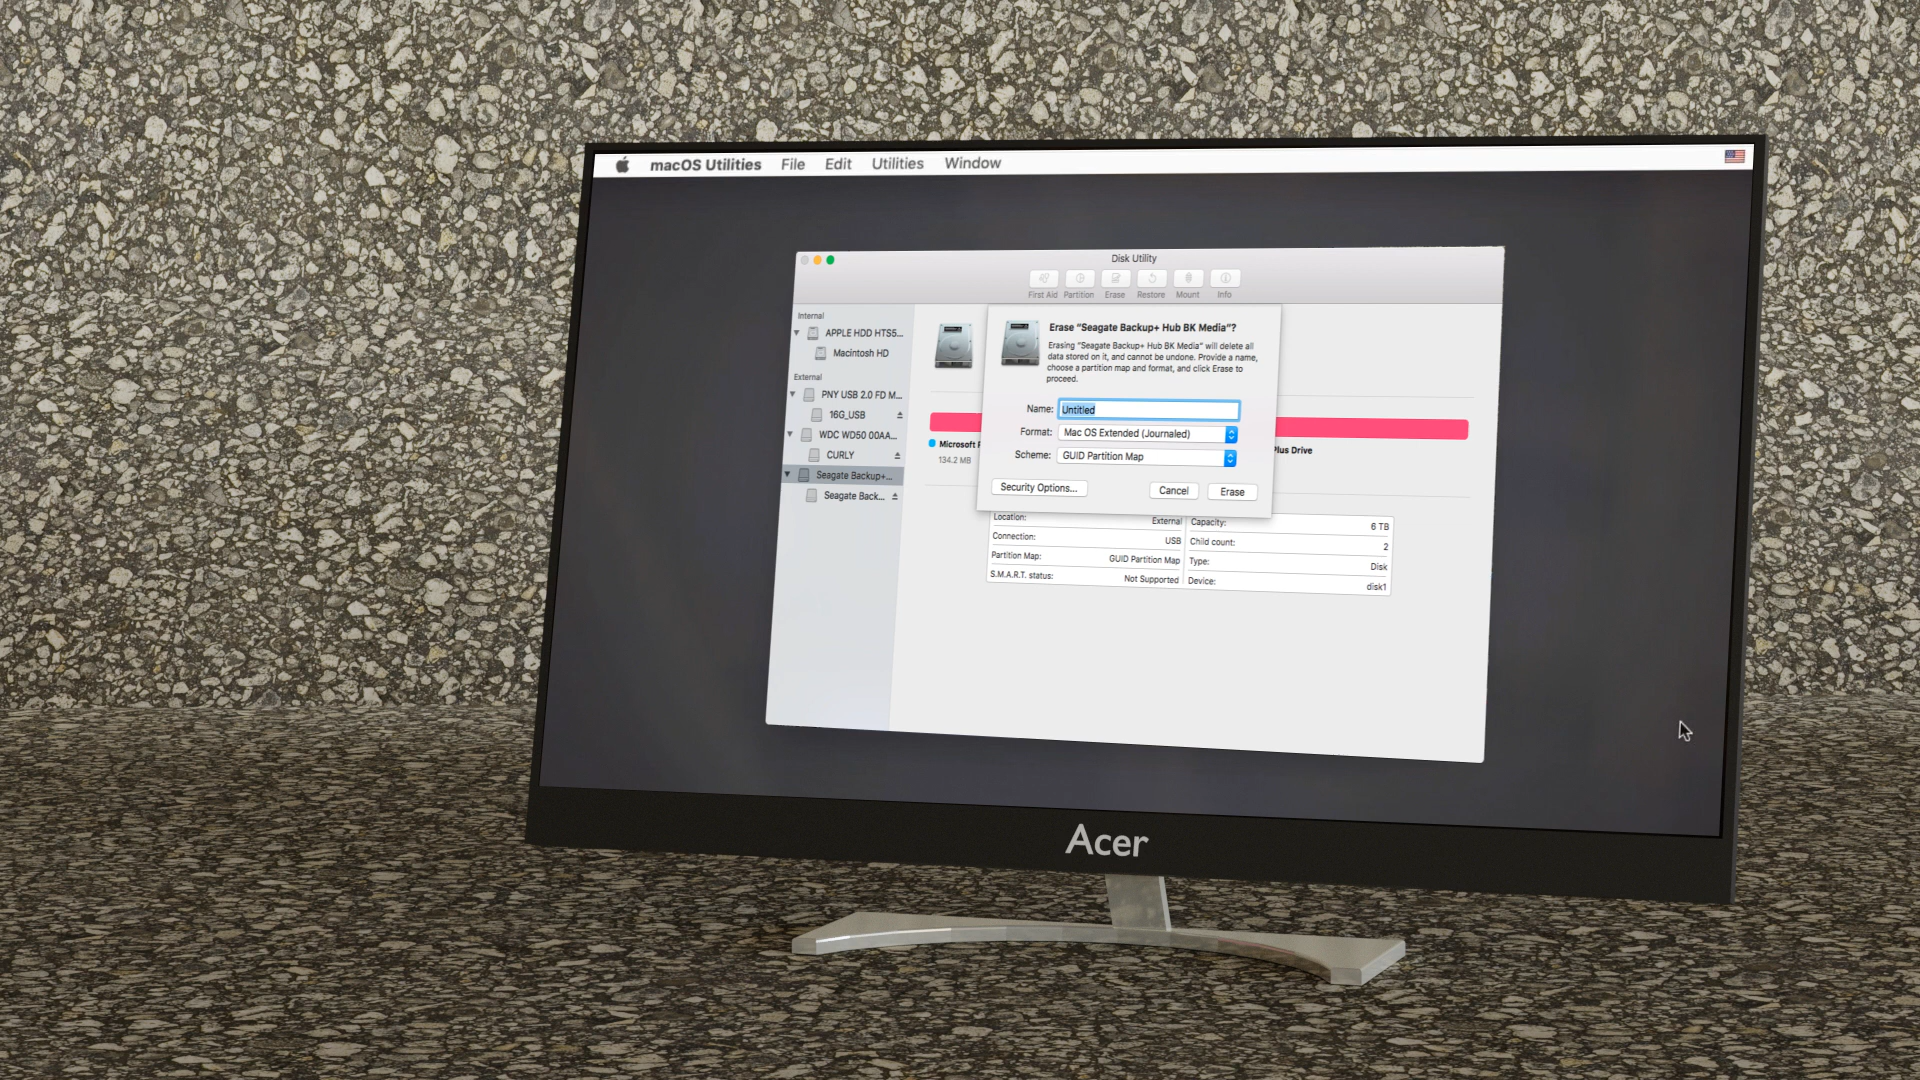 macOS Utilities File Edit Utilities Window
Disk Utility
First Aid Partition Erase Restore Mount Info
Internal
APPLE HDD HTS5...
Macintosh HD
External
PNY USB 2.0 FD M...
16G_USB
WDC WD50 00AA...
CURLY
Seagate Backup+...
Seagate Back...
Erase “Seagate Backup+ Hub BK Media”?
Erasing “Seagate Backup+ Hub BK Media” will delete all
data stored on it, and cannot be undone. Provide a name,
choose a partition map and format, and click Erase to
proceed.
Name: Untitled
Format: Mac OS Extended (Journaled)
Scheme: GUID Partition Map
Security Options... Cancel Erase
Microsoft
134.2 MB
Plus Drive
Location: External
Connection: USB
Partition Map: GUID Partition Map
S.M.A.R.T. status: Not Supported
Capacity: 6 TB
Child count: 2
Type: Disk
Device: disk1
Acer